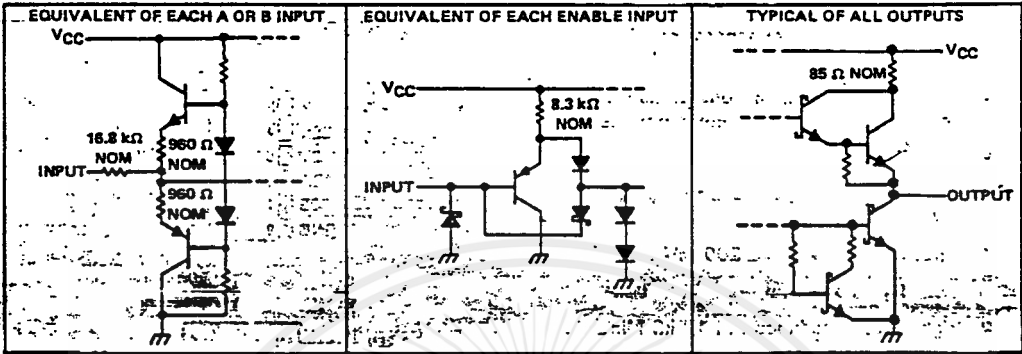 EQUIVALENT OF EACH A OR B INPUT
VCC
16.8 kΩ
NOM
960 Ω
NOM
INPUT
960 Ω
NOM
EQUIVALENT OF EACH ENABLE INPUT
VCC
8.3 kΩ
NOM
INPUT
TYPICAL OF ALL OUTPUTS
VCC
85 Ω NOM
OUTPUT